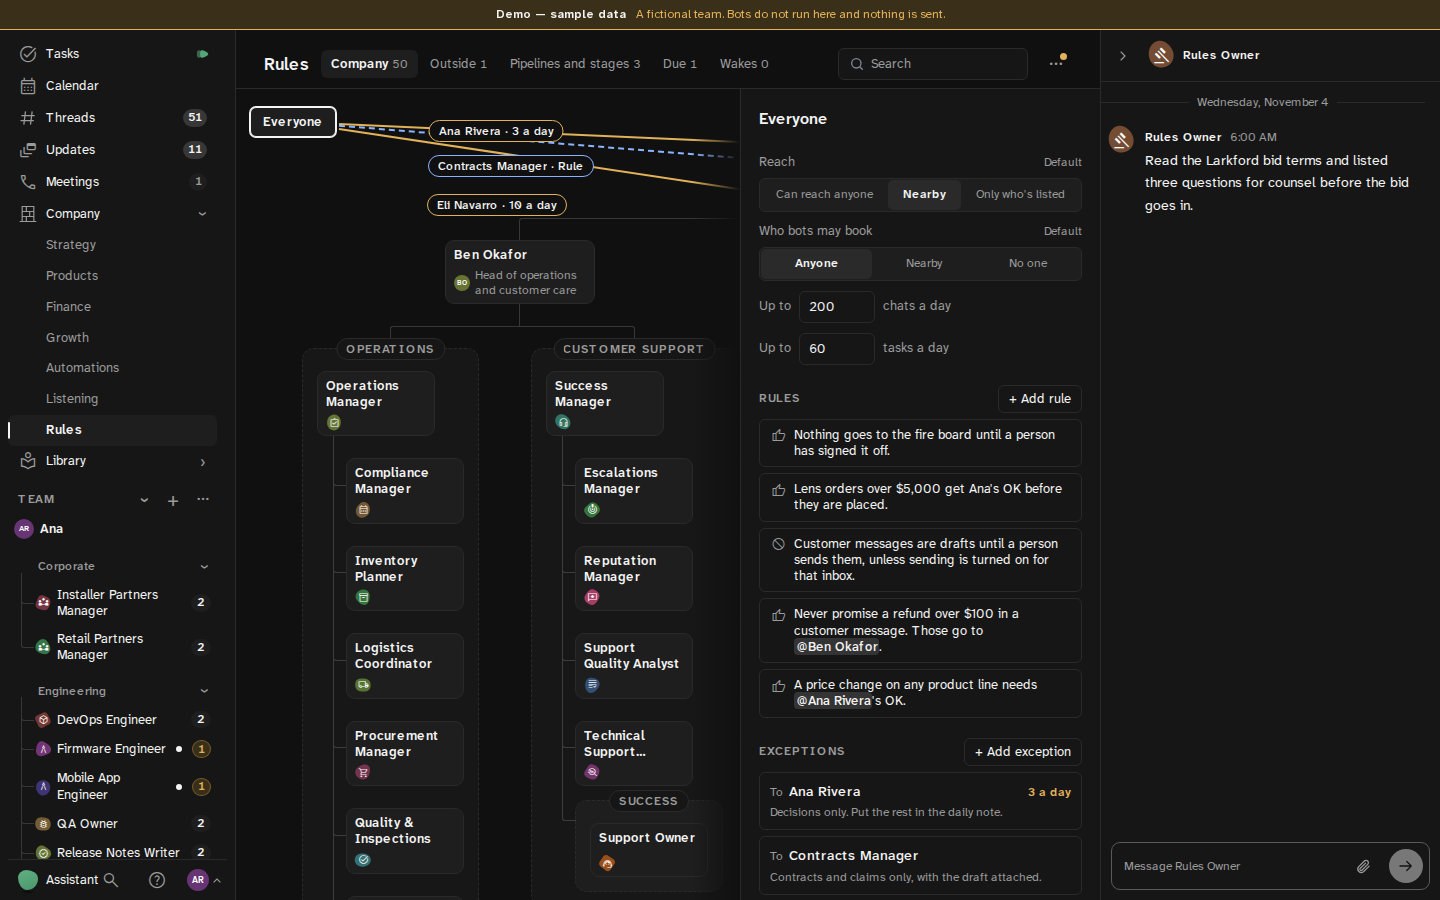 Demo — sample data A fictional team. Bots do not run here and nothing is sent.
Tasks
Calendar
Threads 51
Updates 11
Meetings 1
Company
Strategy
Products
Finance
Growth
Automations
Listening
Rules
Library
TEAM
AR Ana
Corporate
Installer Partners
Manager
2
Retail Partners
Manager
2
Engineering
DevOps Engineer 2
Firmware Engineer 1
Mobile App
Engineer
1
QA Owner 2
Release Notes Writer 2
Assistant
AR
Rules
Company 50
Outside 1
Pipelines and stages 3
Due 1
Wakes 0
Search
Everyone
Ana Rivera · 3 a day
Contracts Manager · Rule
Eli Navarro · 10 a day
Ben Okafor
BO
Head of operations
and customer care
OPERATIONS
Operations
Manager
Compliance
Manager
Inventory
Planner
Logistics
Coordinator
Procurement
Manager
Quality &
Inspections
CUSTOMER SUPPORT
Success
Manager
Escalations
Manager
Reputation
Manager
Support
Quality Analyst
Technical
Support...
SUCCESS
Support Owner
Everyone
Reach Default
Can reach anyone Nearby Only who's listed
Who bots may book Default
Anyone Nearby No one
Up to 200 chats a day
Up to 60 tasks a day
RULES + Add rule
Nothing goes to the fire board until a person
has signed it off.
Lens orders over $5,000 get Ana's OK before
they are placed.
Customer messages are drafts until a person
sends them, unless sending is turned on for
that inbox.
Never promise a refund over $100 in a
customer message. Those go to
@Ben Okafor.
A price change on any product line needs
@Ana Rivera's OK.
EXCEPTIONS + Add exception
To Ana Rivera 3 a day
Decisions only. Put the rest in the daily note.
To Contracts Manager
Contracts and claims only, with the draft attached.
Rules Owner
Wednesday, November 4
Rules Owner 6:00 AM
Read the Larkford bid terms and listed
three questions for counsel before the bid
goes in.
Message Rules Owner